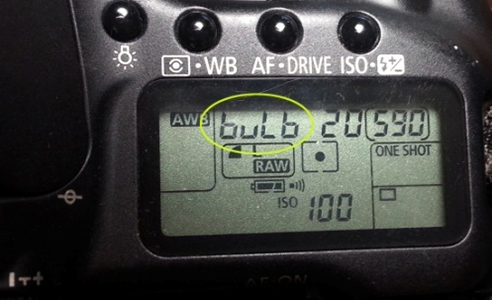 WB AF•DRIVE ISO•
AWB buLb 20 590
L RAW ONE SHOT
ISO 100